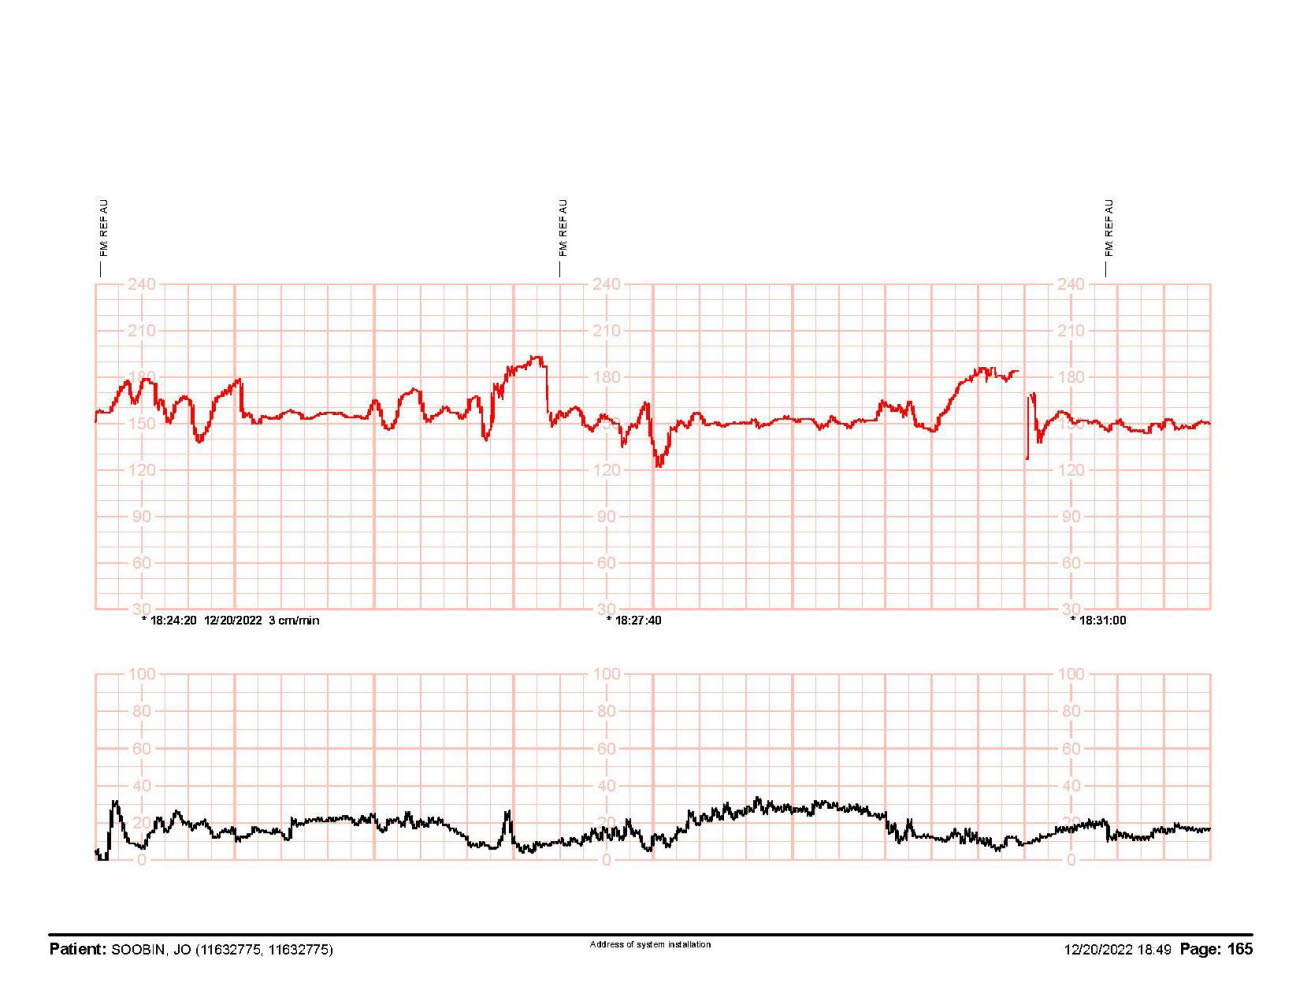 FM: REF AU
FM: REF AU
FM: REF AU
240 240 240
210 210 210
180 180 180
150 150 150
120 120 120
90 90 90
60 60 60
30 30 30
* 18:24:20 12/20/2022 3 cm/min * 18:27:40 * 18:31:00
100 100 100
80 80 80
60 60 60
40 40 40
20 20 20
0 0 0
Patient: SOOBIN, JO (11632775, 11632775) Address of system installation 12/20/2022 18:49 Page: 165